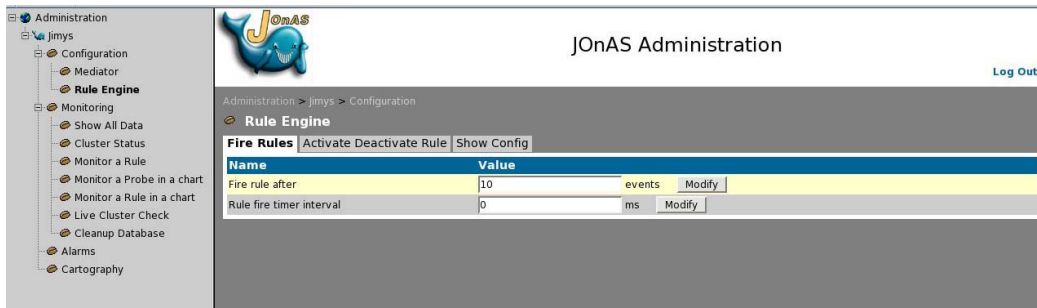 Administration
Jimys
Configuration
Mediator
Rule Engine
Monitoring
Show All Data
Cluster Status
Monitor a Rule
Monitor a Probe in a chart
Monitor a Rule in a chart
Live Cluster Check
Cleanup Database
Alarms
Cartography
JOnAS
JOnAS Administration
Log Out
Administration > Jimys > Configuration
Rule Engine
Fire Rules Activate Deactivate Rule Show Config
Name Value
Fire rule after 10 events Modify
Rule fire timer interval 0 ms Modify